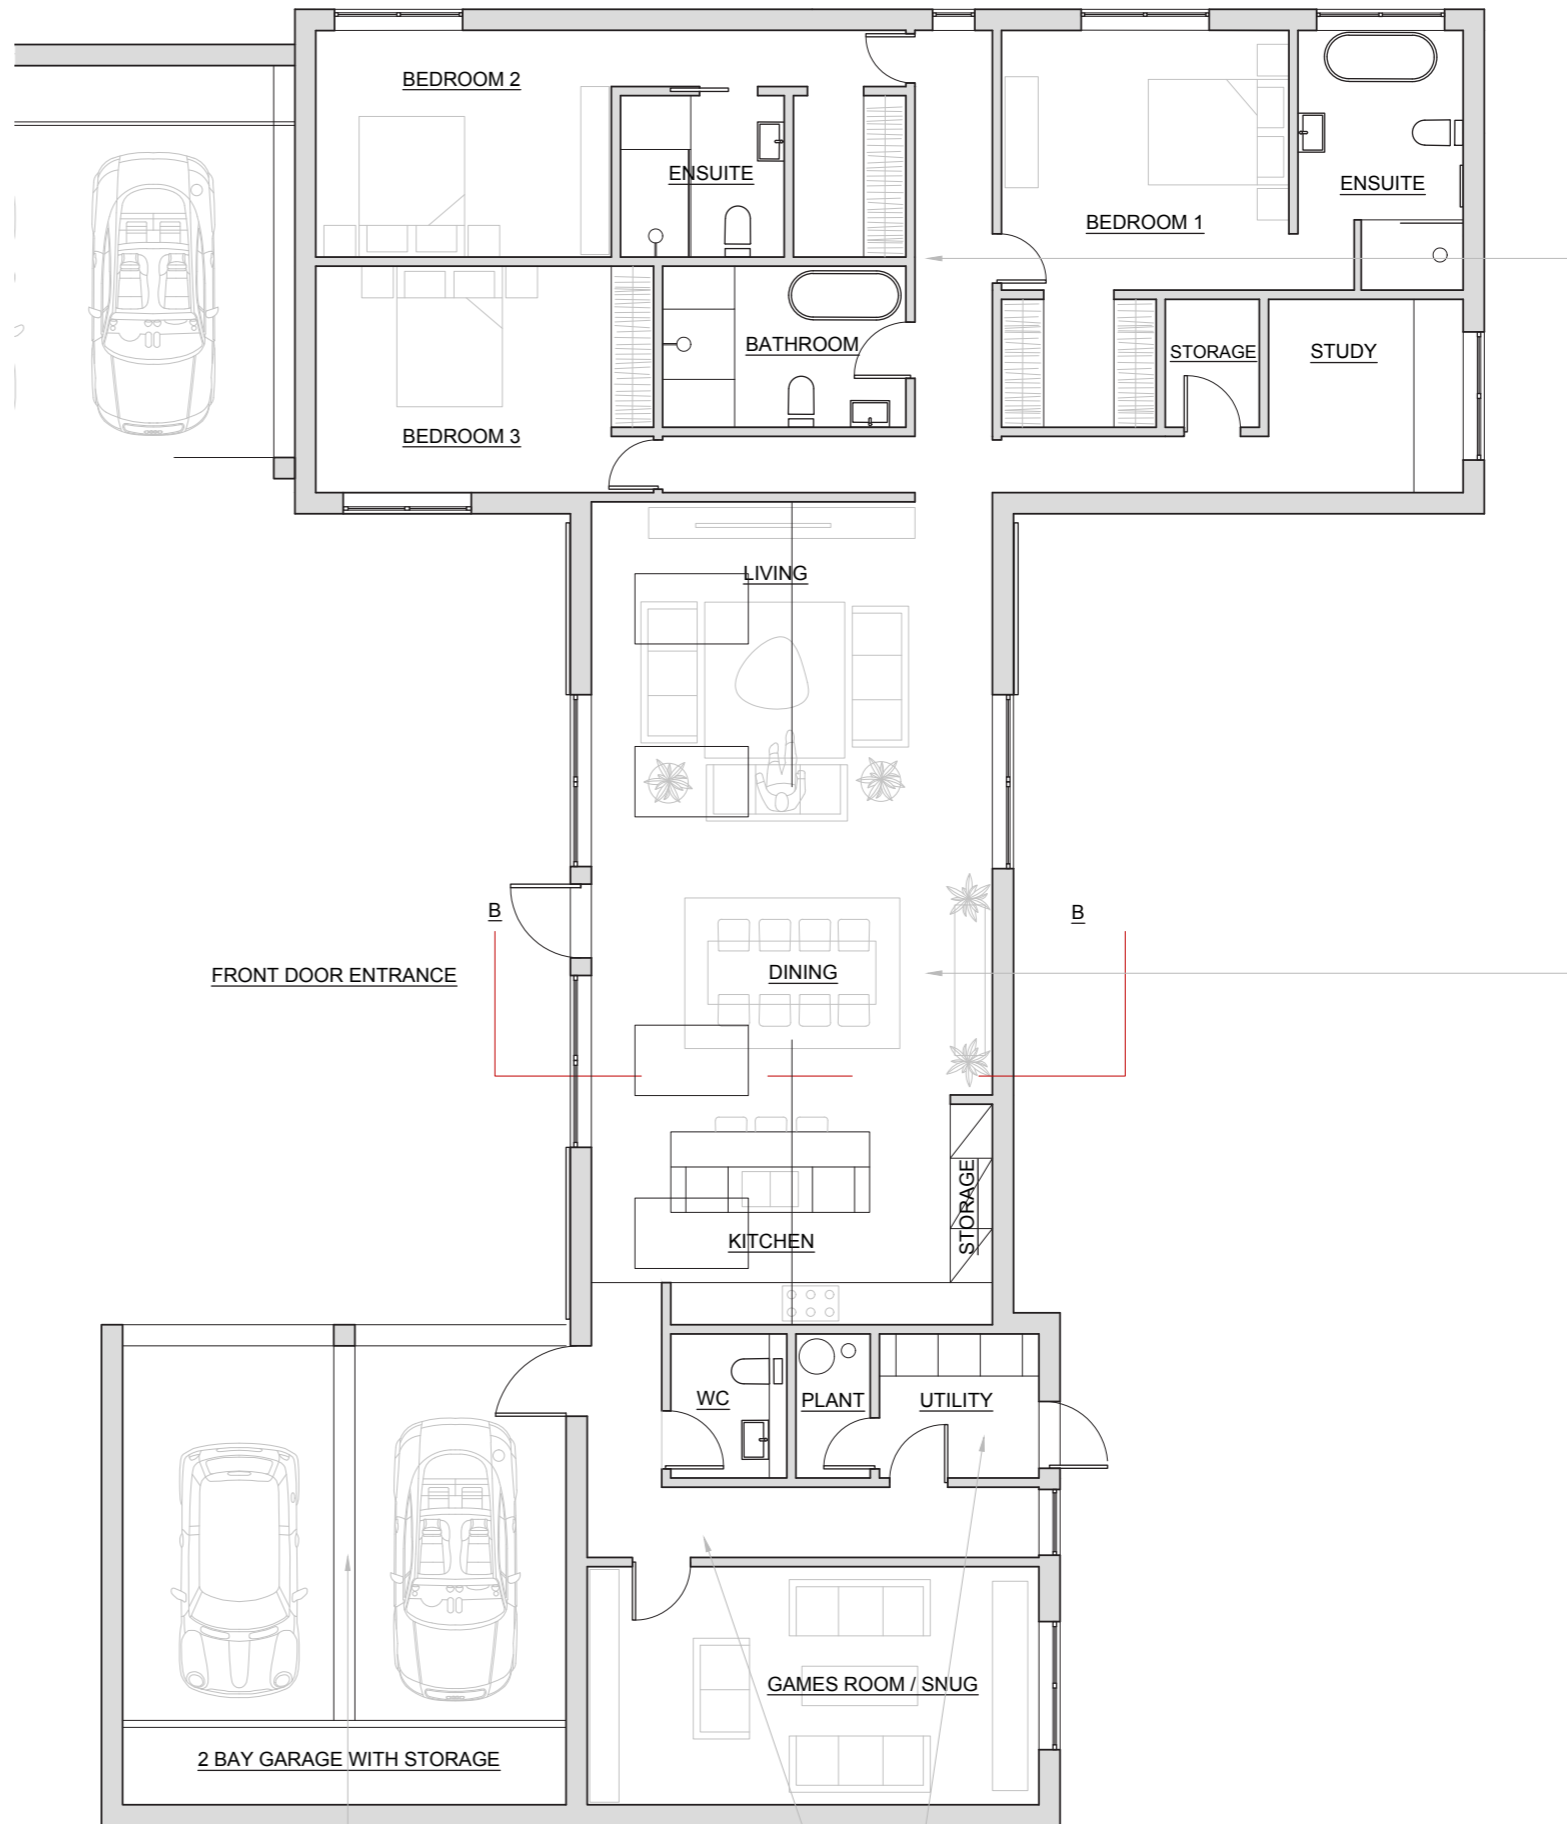 BEDROOM 2
ENSUITE
ENSUITE
BEDROOM 1
BATHROOM
STORAGE
STUDY
BEDROOM 3
LIVING
B
B
FRONT DOOR ENTRANCE
DINING
STORAGE
KITCHEN
WC
PLANT
UTILITY
GAMES ROOM / SNUG
2 BAY GARAGE WITH STORAGE